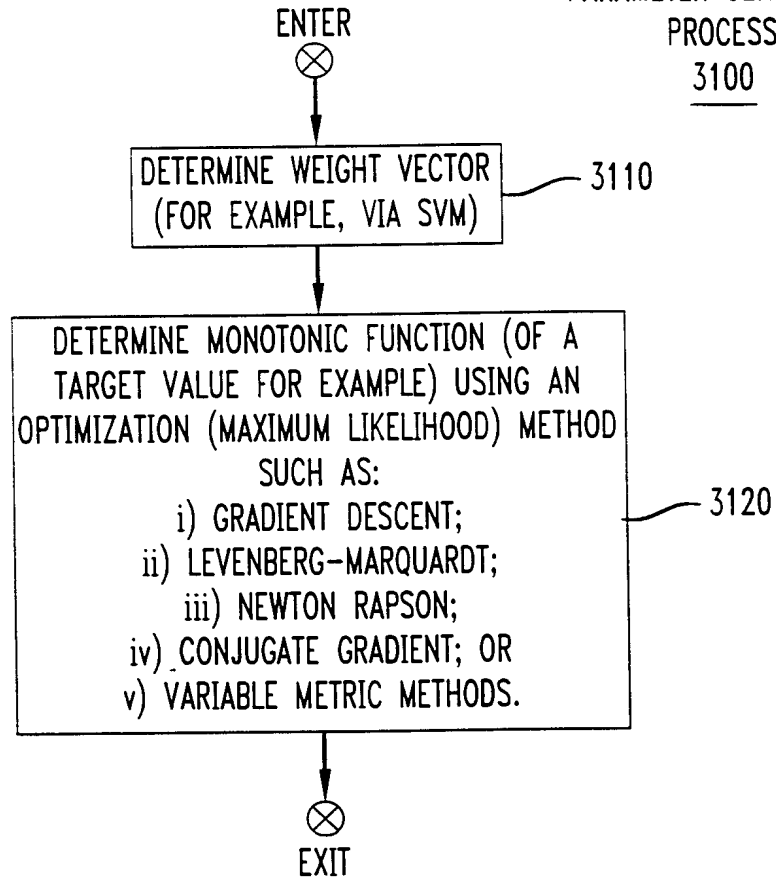 ENTER
PARAMETER
PROCESS
3100
DETERMINE WEIGHT VECTOR
(FOR EXAMPLE, VIA SVM)
3110
DETERMINE MONOTONIC FUNCTION (OF A
TARGET VALUE FOR EXAMPLE) USING AN
OPTIMIZATION (MAXIMUM LIKELIHOOD) METHOD
SUCH AS:
i) GRADIENT DESCENT;
ii) LEVENBERG-MARQUARDT;
iii) NEWTON RAPSON;
iv) CONJUGATE GRADIENT; OR
v) VARIABLE METRIC METHODS.
3120
EXIT